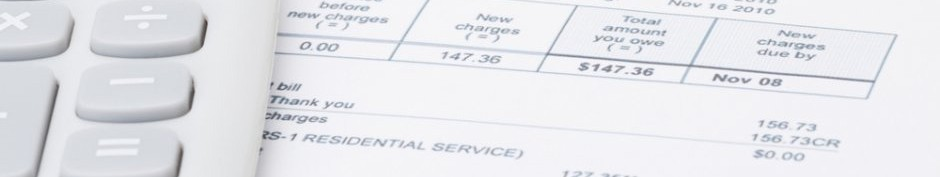 Nov 16 2010
before
new charges
(=)
New
charges
(=)
Total
amount
you owe
(=)
New
charges
due by
0.00
147.36
$147.36
Nov 08
bill
Thank you
charges
156.73
156.73CR
$0.00
RS-1 RESIDENTIAL SERVICE)
× ÷
−
=